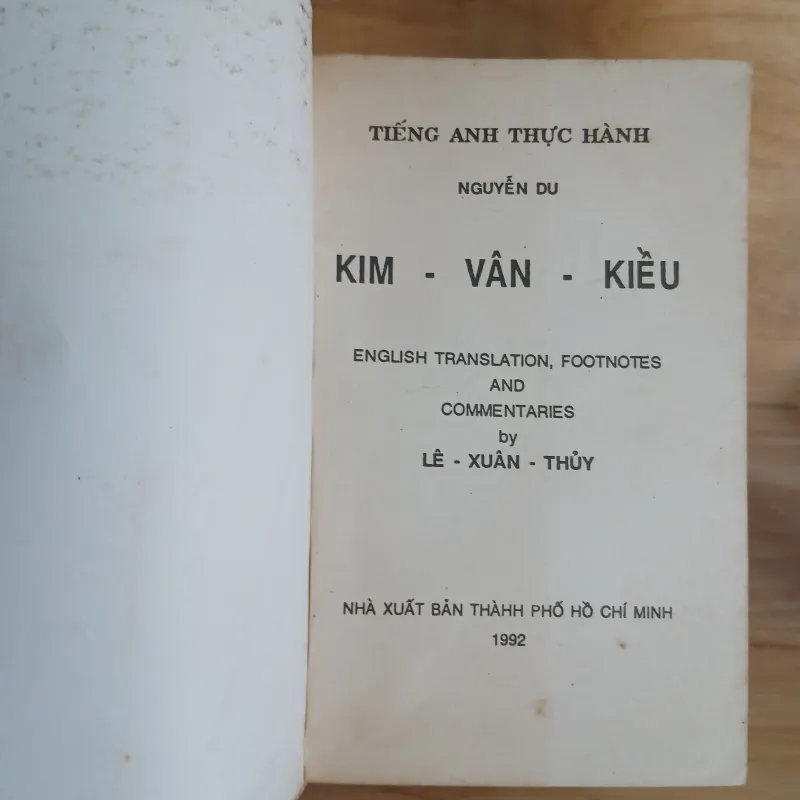 TIẾNG ANH THỰC HÀNH
NGUYỄN DU
KIM - VÂN - KIỀU
ENGLISH TRANSLATION, FOOTNOTES
AND
COMMENTARIES
by
LÊ - XUÂN - THỦY
NHÀ XUẤT BẢN THÀHH PHỐ HỒ CHÍ MINH
1992